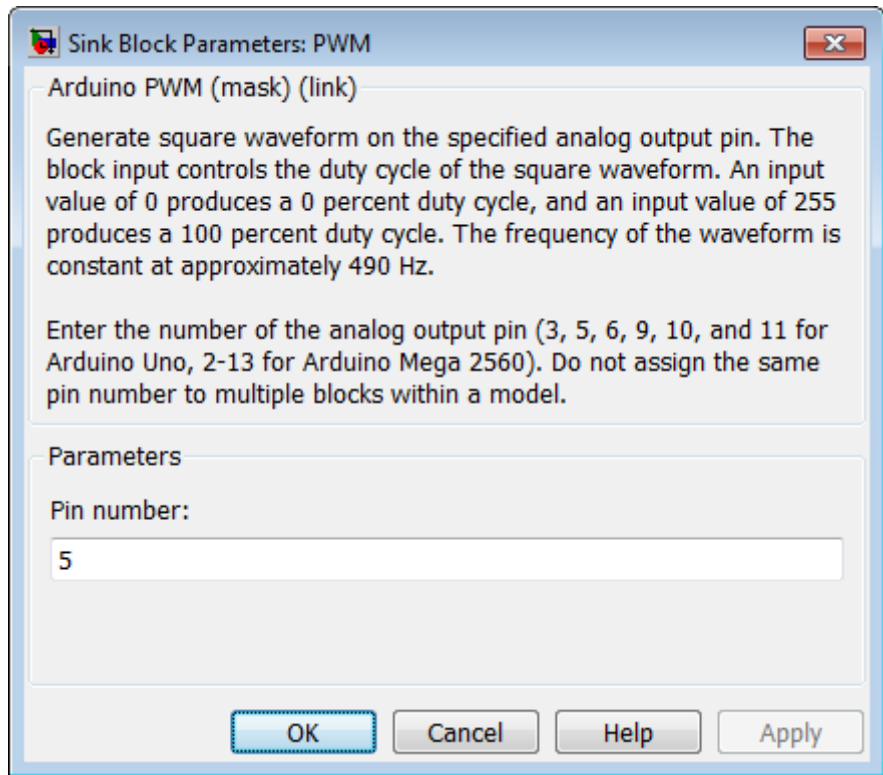 Sink Block Parameters: PWM
Arduino PWM (mask) (link)
Generate square waveform on the specified analog output pin. The
block input controls the duty cycle of the square waveform. An input
value of 0 produces a 0 percent duty cycle, and an input value of 255
produces a 100 percent duty cycle. The frequency of the waveform is
constant at approximately 490 Hz.
Enter the number of the analog output pin (3, 5, 6, 9, 10, and 11 for
Arduino Uno, 2-13 for Arduino Mega 2560). Do not assign the same
pin number to multiple blocks within a model.
Parameters
Pin number:
5
OK Cancel Help Apply